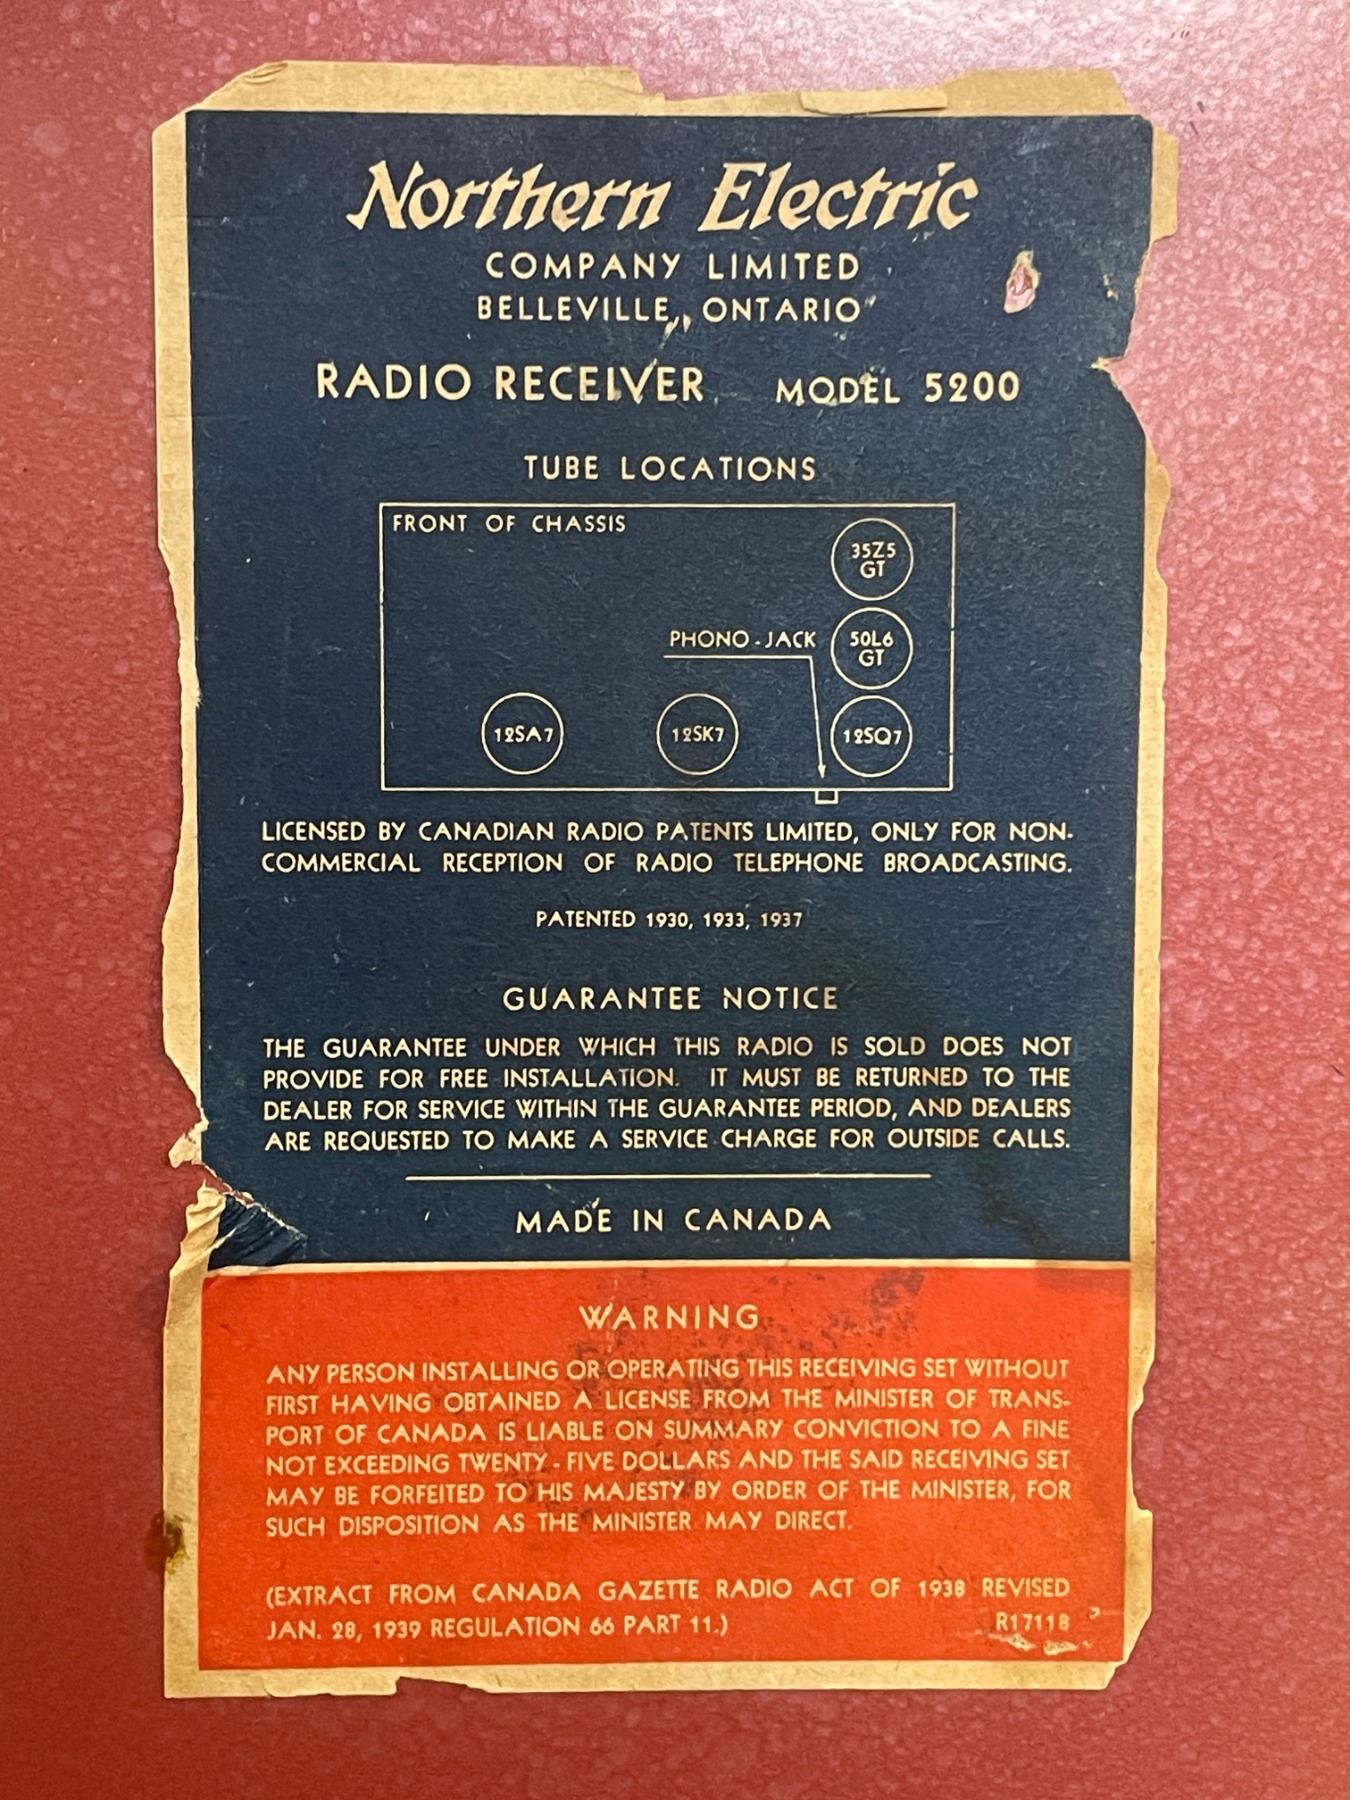 Northern Electric
COMPANY LIMITED
BELLEVILLE, ONTARIO
RADIO RECEIVER MODEL 5200
TUBE LOCATIONS
FRONT OF CHASSIS
35Z5
GT
PHONO-JACK
50L6
GT
12SA7
12SK7
12SQ7
LICENSED BY CANADIAN RADIO PATENTS LIMITED, ONLY FOR NON-
COMMERCIAL RECEPTION OF RADIO TELEPHONE BROADCASTING.
PATENTED 1930, 1933, 1937
GUARANTEE NOTICE
THE GUARANTEE UNDER WHICH THIS RADIO IS SOLD DOES NOT
PROVIDE FOR FREE INSTALLATION. IT MUST BE RETURNED TO THE
DEALER FOR SERVICE WITHIN THE GUARANTEE PERIOD, AND DEALERS
ARE REQUESTED TO MAKE A SERVICE CHARGE FOR OUTSIDE CALLS.
MADE IN CANADA
WARNING
ANY PERSON INSTALLING OR OPERATING THIS RECEIVING SET WITHOUT
FIRST HAVING OBTAINED A LICENSE FROM THE MINISTER OF TRANS-
PORT OF CANADA IS LIABLE ON SUMMARY CONVICTION TO A FINE
NOT EXCEEDING TWENTY-FIVE DOLLARS AND THE SAID RECEIVING SET
MAY BE FORFEITED TO HIS MAJESTY BY ORDER OF THE MINISTER, FOR
SUCH DISPOSITION AS THE MINISTER MAY DIRECT.
(EXTRACT FROM CANADA GAZETTE RADIO ACT OF 1938 REVISED
JAN. 28, 1939 REGULATION 66 PART 11.) R17118